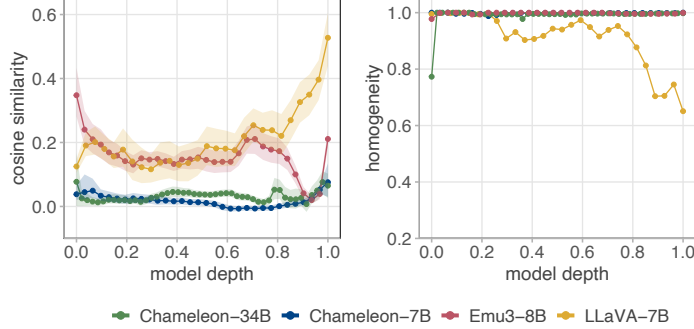 cosine similarity
0.6
0.4
0.2
0.0
0.0 0.2 0.4 0.6 0.8 1.0
model depth
homogeneity
1.0
0.8
0.6
0.4
0.2
0.0 0.2 0.4 0.6 0.8 1.0
model depth
Chameleon−34B Chameleon−7B Emu3−8B LLaVA−7B